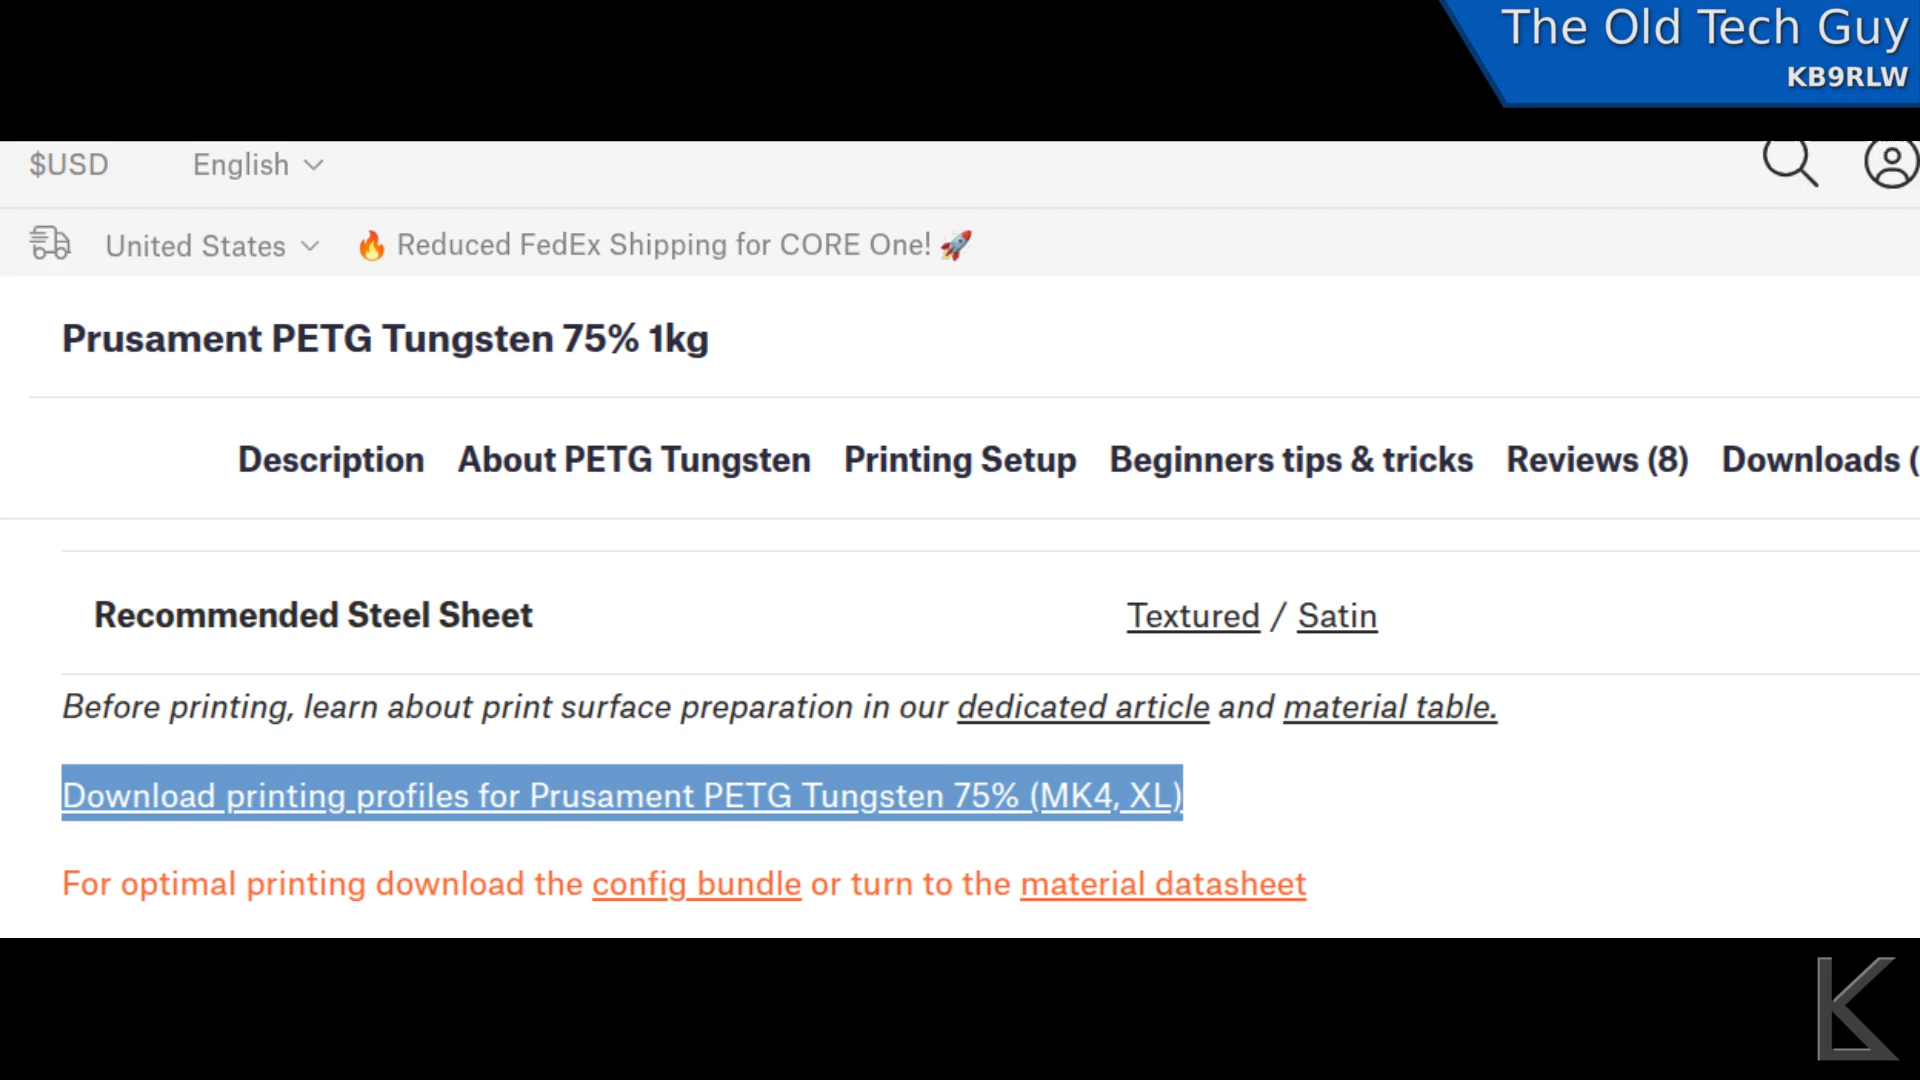 The Old Tech Guy
KB9RLW
$USD English
United States 🔥 Reduced FedEx Shipping for CORE One! 🚀
Prusament PETG Tungsten 75% 1kg
Description About PETG Tungsten Printing Setup Beginners tips & tricks Reviews (8) Downloads (
Recommended Steel Sheet Textured / Satin
Before printing, learn about print surface preparation in our dedicated article and material table.
Download printing profiles for Prusament PETG Tungsten 75% (MK4, XL)
For optimal printing download the config bundle or turn to the material datasheet
K